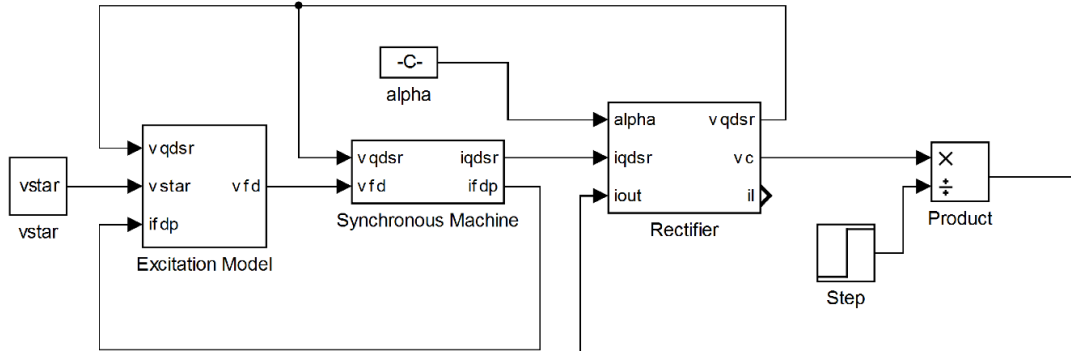 -C-
alpha
vqdsr
vstar
ifdp
vfd
Excitation Model
vstar
vstar
vqdsr
vfd
iqdsr
ifdp
Synchronous Machine
alpha
iqdsr
iout
vqdsr
vc
il
Rectifier
×
÷
Product
Step